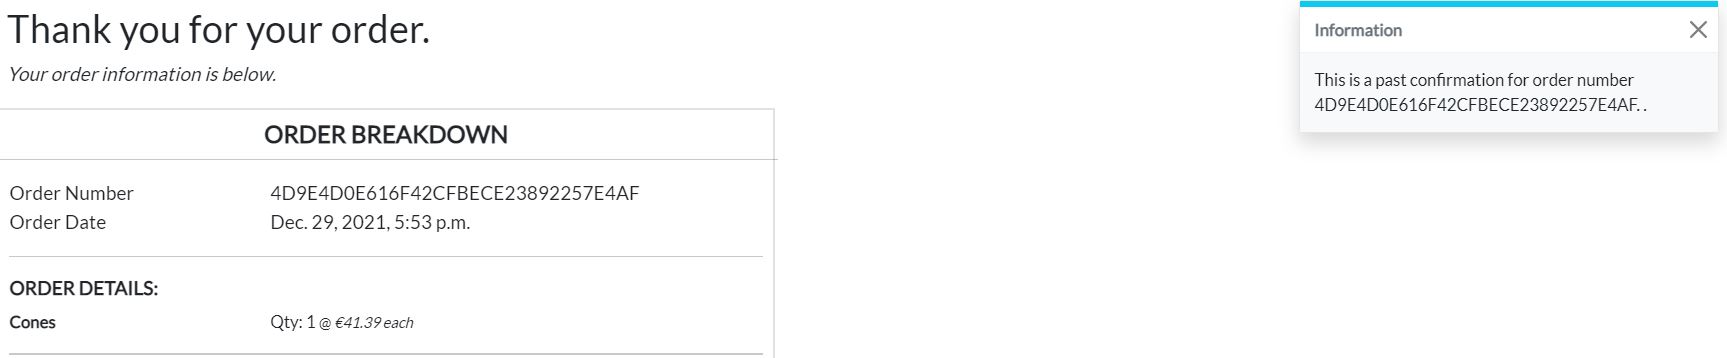 Thank you for your order.
Your order information is below.
ORDER BREAKDOWN
Order Number 4D9E4D0E616F42CFBECE23892257E4AF
Order Date Dec. 29, 2021, 5:53 p.m.
ORDER DETAILS:
Cones Qty: 1 @ €41.39 each
Information
This is a past confirmation for order number
4D9E4D0E616F42CFBECE23892257E4AF. .